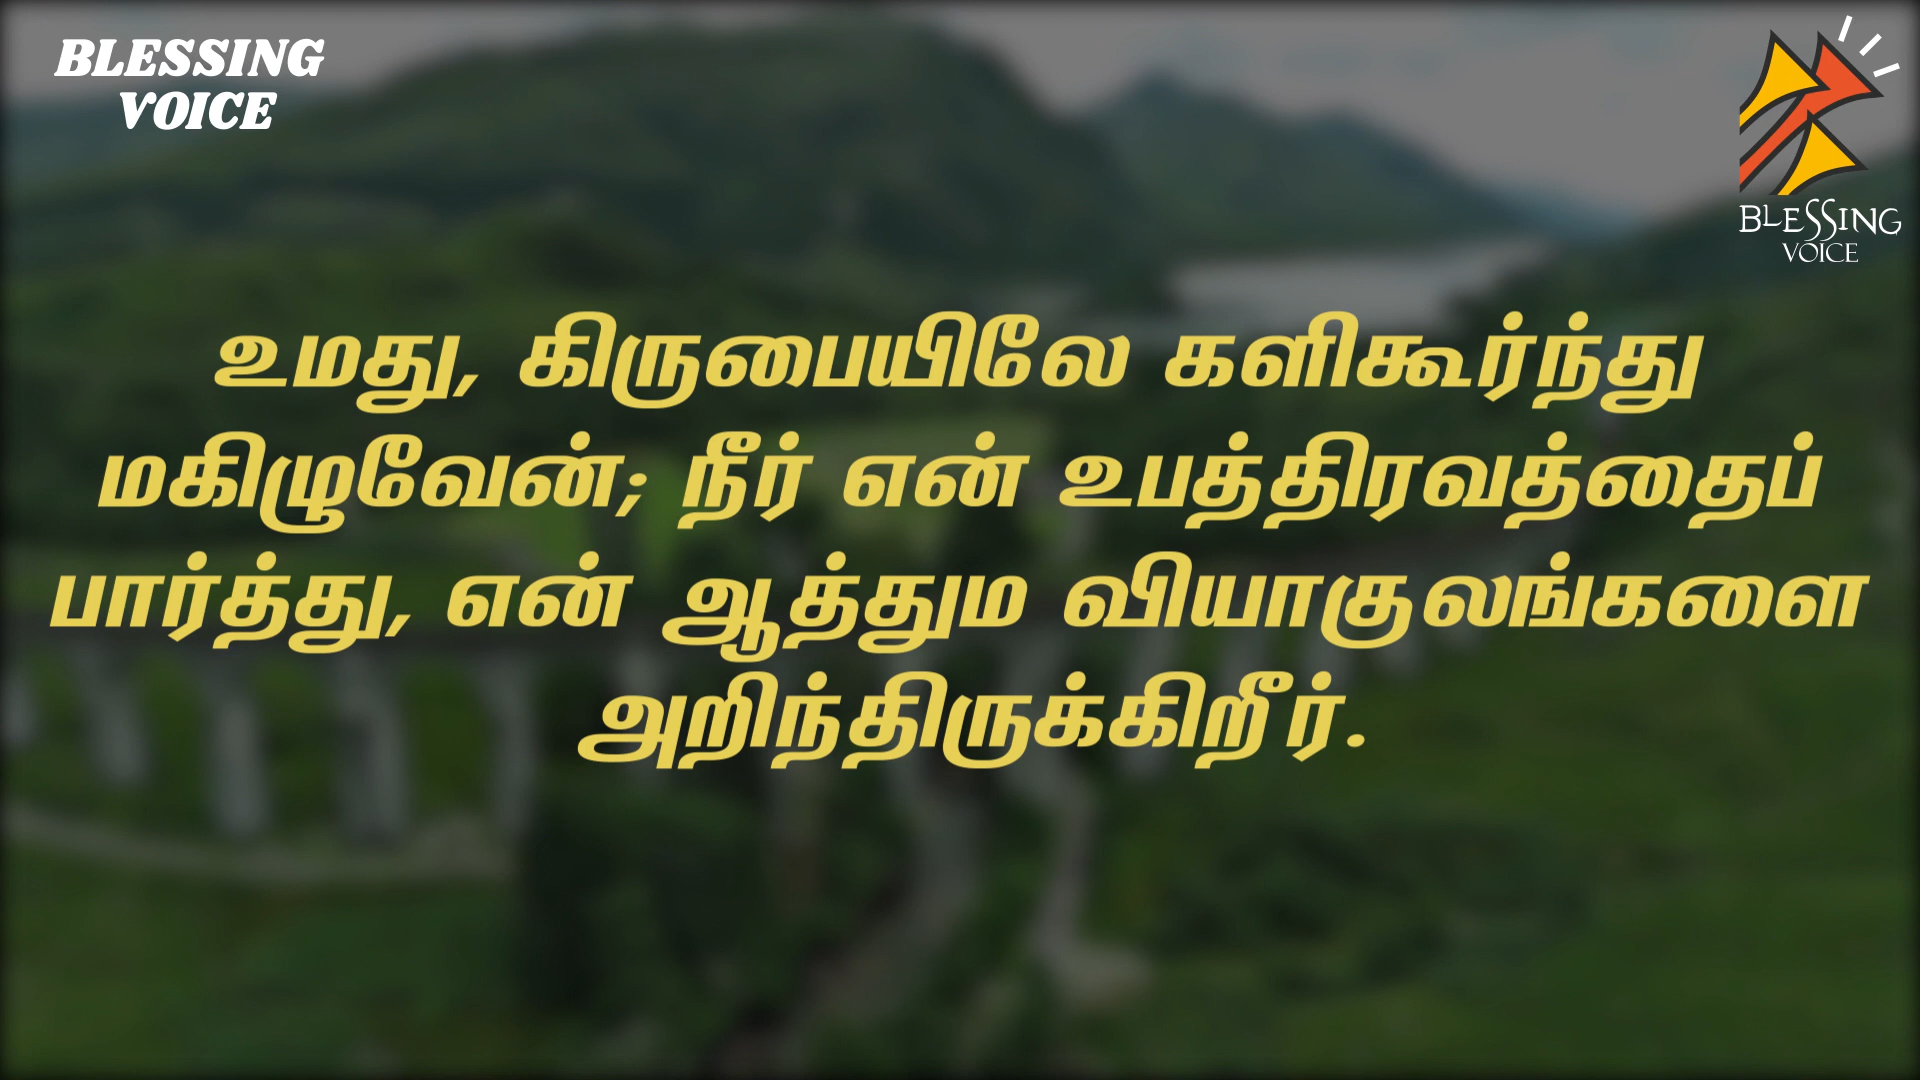 BLESSING
VOICE
BLESSING
VOICE
உமது, கிருபையிலே களிகூர்ந்து
மகிழுவேன்; நீர் என் உபத்திரவத்தைப்
பார்த்து, என் ஆத்தும வியாகுலங்களை
அறிந்திருக்கிறீர்.